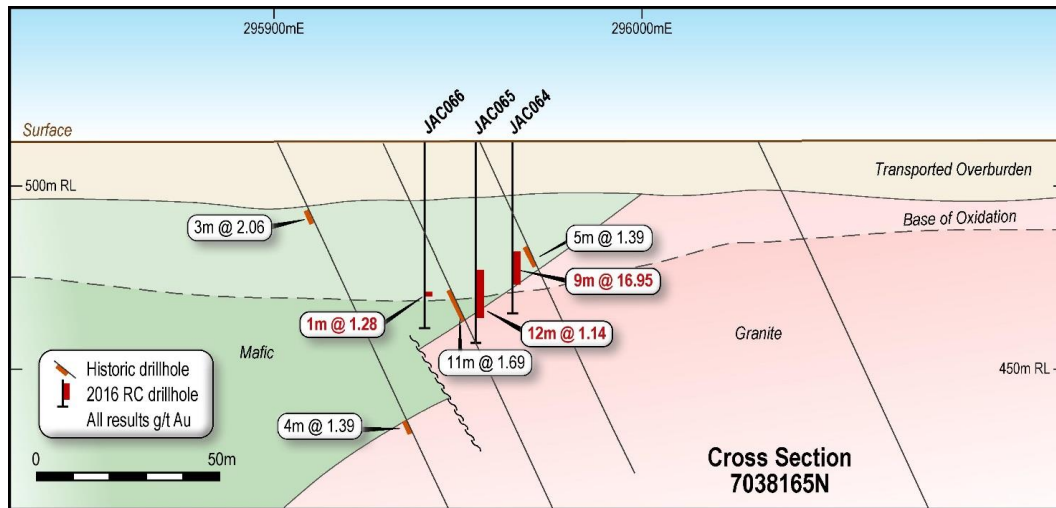 295900mE
296000mE
JAC066
JAC065
JAC064
Surface
Transported Overburden
500m RL
Base of Oxidation
3m @ 2.06
5m @ 1.39
9m @ 16.95
1m @ 1.28
12m @ 1.14
Granite
Mafic
11m @ 1.69
450m RL
Historic drillhole
2016 RC drillhole
All results g/t Au
4m @ 1.39
0
50m
Cross Section
7038165N